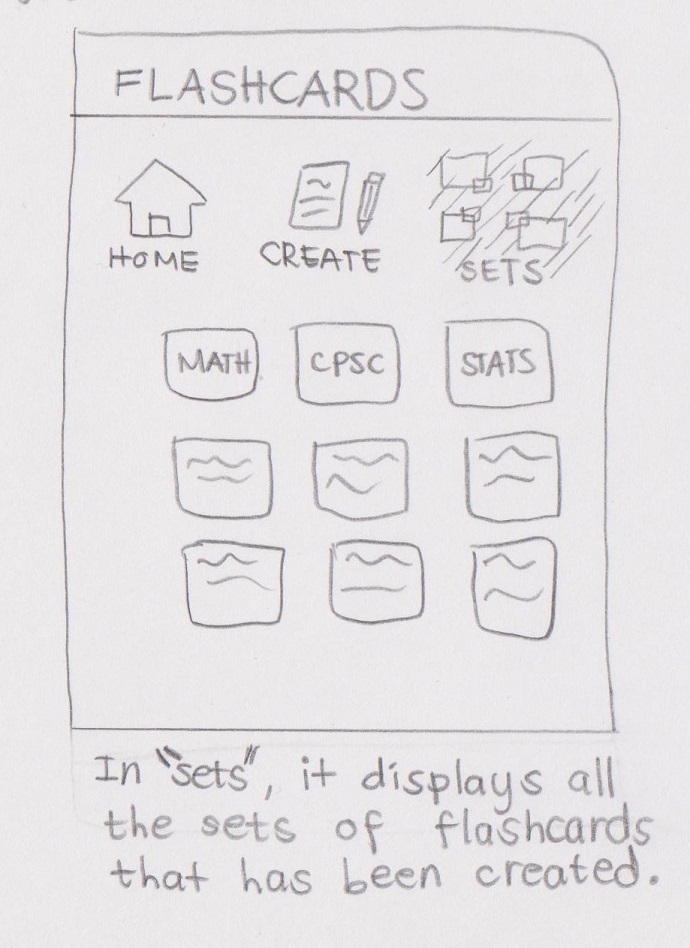 FLASHCARDS
HOME CREATE SETS
MATH CPSC STATS
In "sets", it displays all
the sets of flashcards
that has been created.